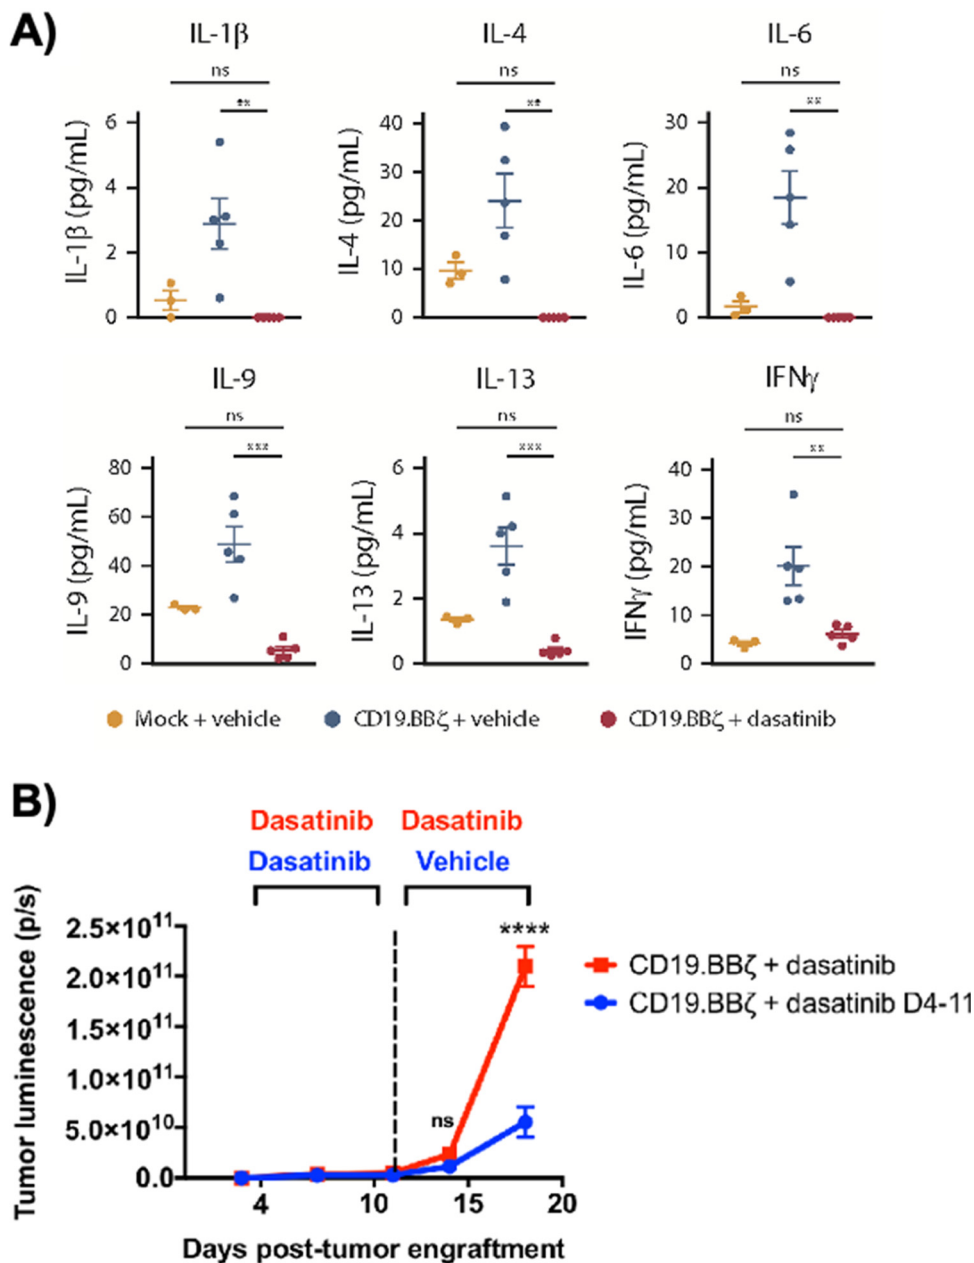 A)
IL-1β
IL-4
IL-6
ns
ns
ns
**
**
**
IL-1β (pg/mL)
6
4
2
0
IL-4 (pg/mL)
40
30
20
10
0
IL-6 (pg/mL)
30
20
10
0
IL-9
IL-13
IFNγ
ns
ns
ns
***
***
**
IL-9 (pg/mL)
80
60
40
20
0
IL-13 (pg/mL)
6
4
2
0
IFNγ (pg/mL)
40
30
20
10
0
Mock + vehicle
CD19.BBζ + vehicle
CD19.BBζ + dasatinib
B)
Dasatinib Dasatinib
Dasatinib Vehicle
Tumor luminescence (p/s)
2.5×10¹¹
2.0×10¹¹
1.5×10¹¹
1.0×10¹¹
5.0×10¹⁰
0.0
****
ns
CD19.BBζ + dasatinib
CD19.BBζ + dasatinib D4-11
4 10 15 20
Days post-tumor engraftment